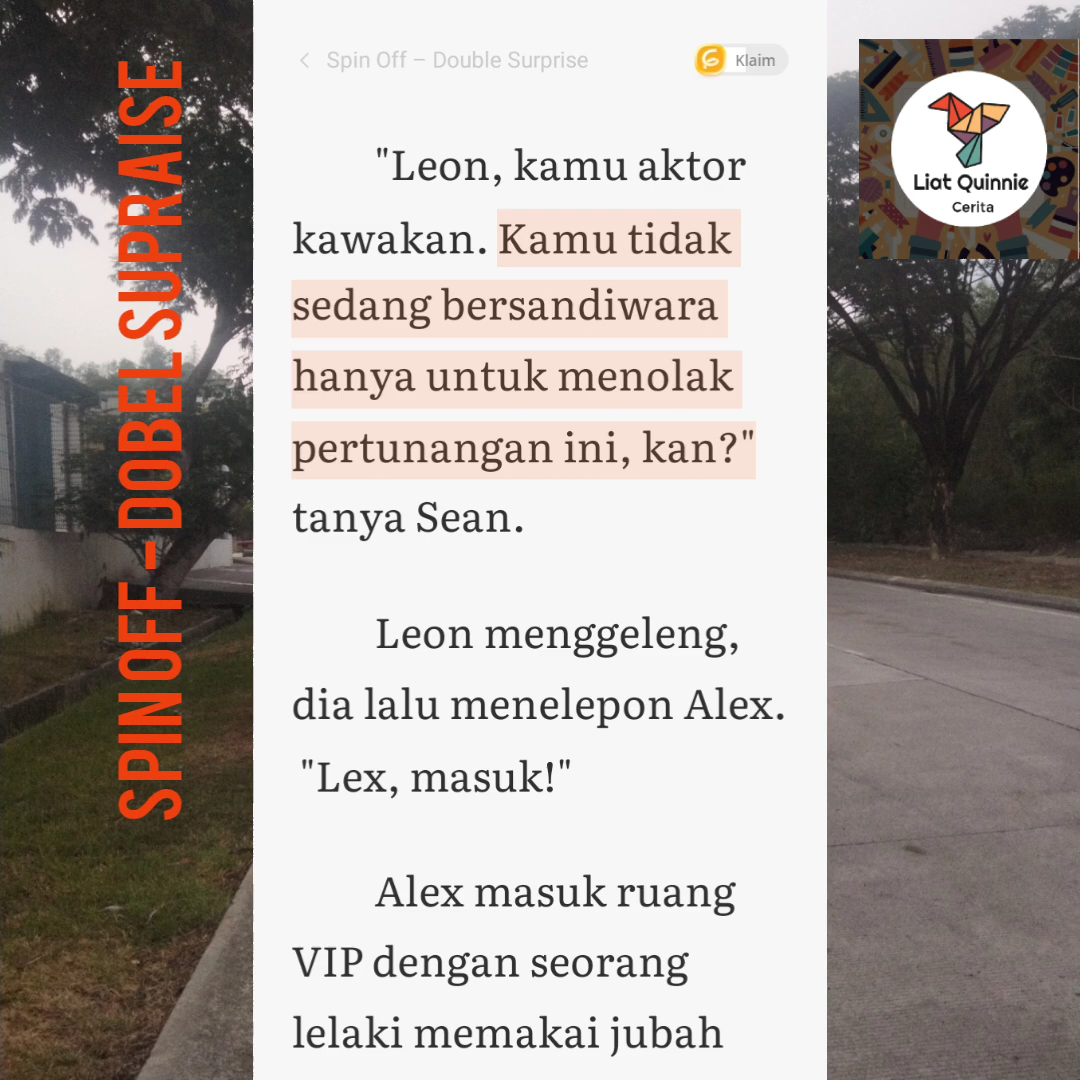 SPIN OFF – DOBEL SUPRAISE
Spin Off – Double Surprise
Klaim
Liat Quinnie
Cerita
"Leon, kamu aktor
kawakan. Kamu tidak
sedang bersandiwara
hanya untuk menolak
pertunangan ini, kan?"
tanya Sean.
Leon menggeleng,
dia lalu menelepon Alex.
"Lex, masuk!"
Alex masuk ruang
VIP dengan seorang
lelaki memakai jubah